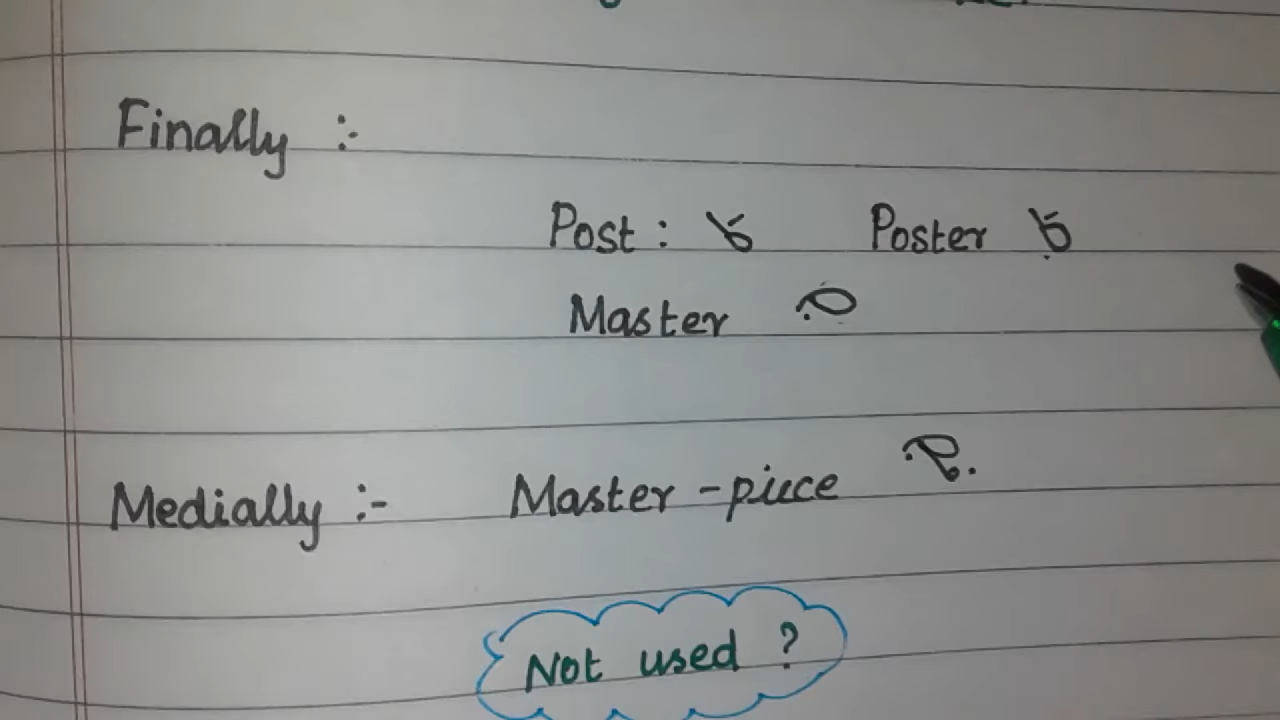 Finally :-
Post : Poster
Master
Medially :- Master-piece
Not used ?